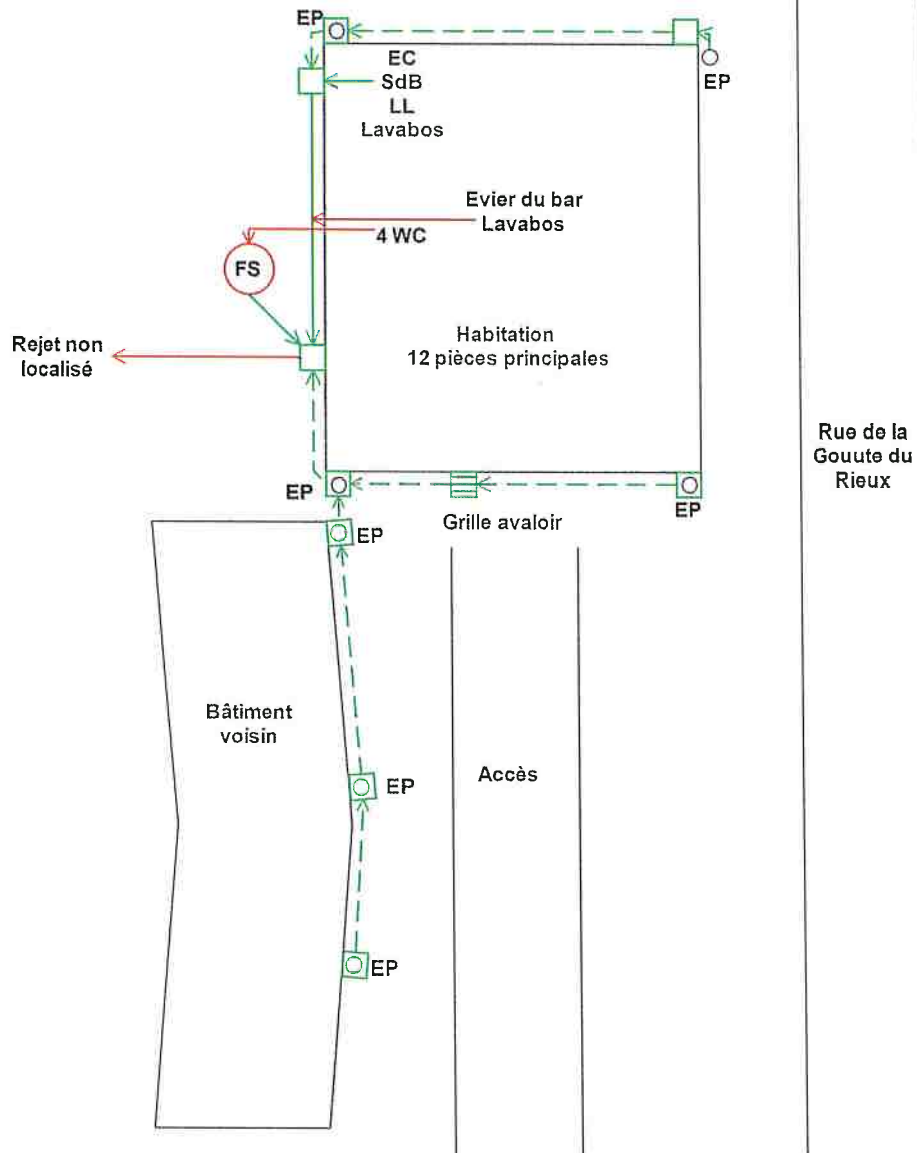 EP
EC
SdB
LL
Lavabos
EP
Evier du bar
Lavabos
4 WC
FS
Rejet non
localisé
Habitation
12 pièces principales
Rue de la
Gouute du
Rieux
EP
EP
Grille avaloir
EP
Bâtiment
voisin
Accès
EP
EP